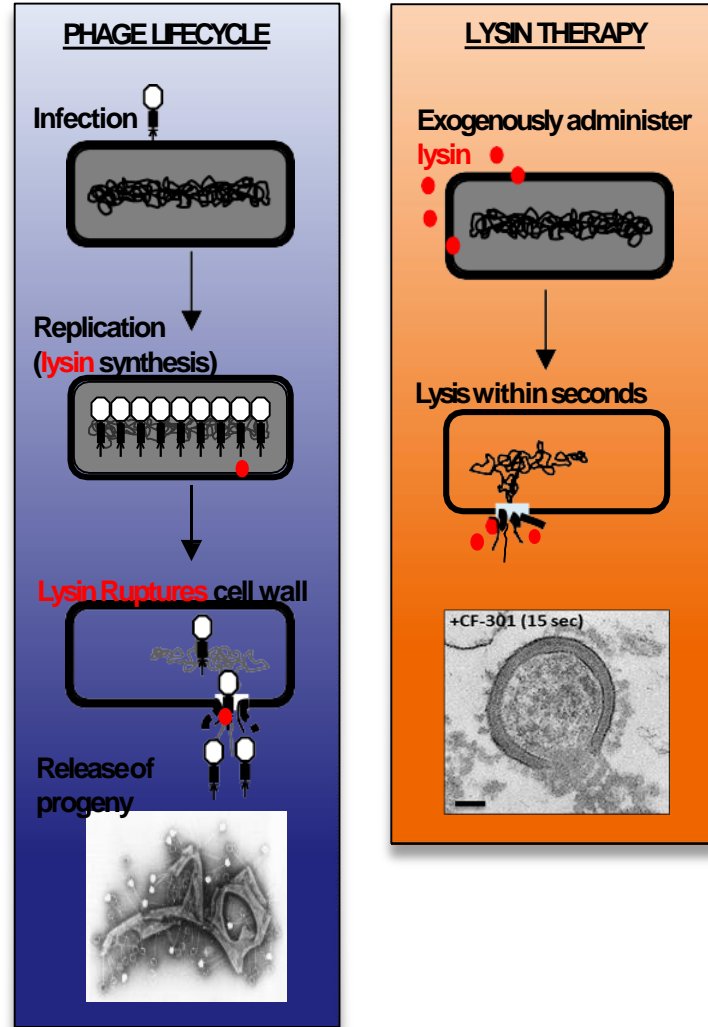 PHAGE LIFECYCLE
Infection
Replication
(lysin synthesis)
Lysin Ruptures cell wall
Release of
progeny
LYSIN THERAPY
Exogenously administer
lysin
Lysis within seconds
+CF-301 (15 sec)